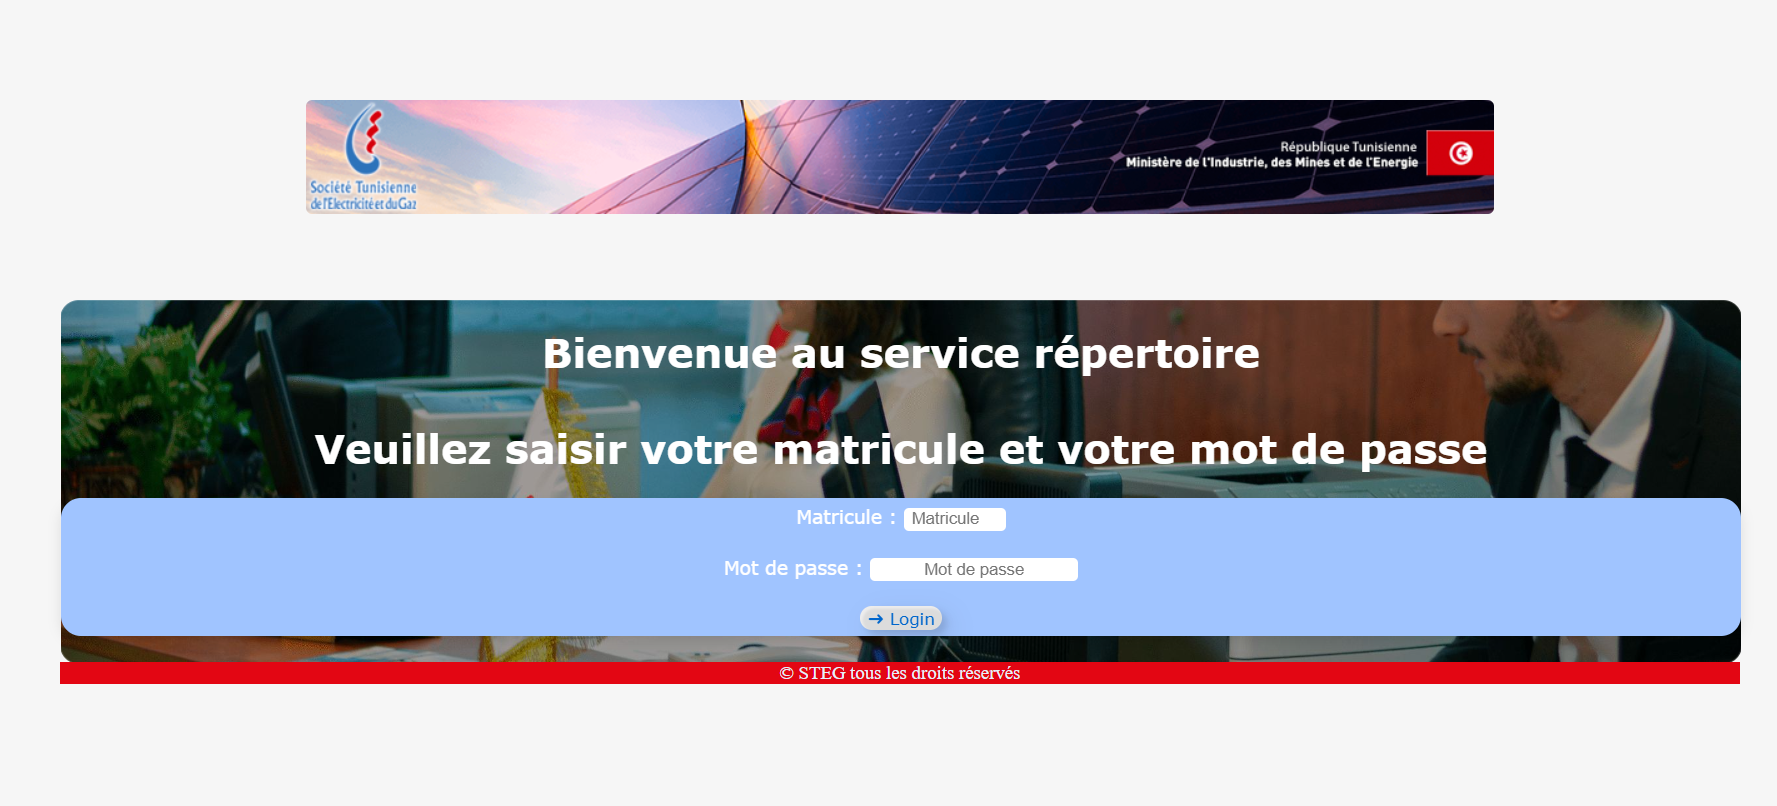 Société Tunisienne
de l'Electricité et du Gaz
République Tunisienne
Ministère de l'Industrie, des Mines et de l'Energie
Bienvenue au service répertoire
Veuillez saisir votre matricule et votre mot de passe
Matricule : Matricule
Mot de passe : Mot de passe
➜ Login
© STEG tous les droits réservés